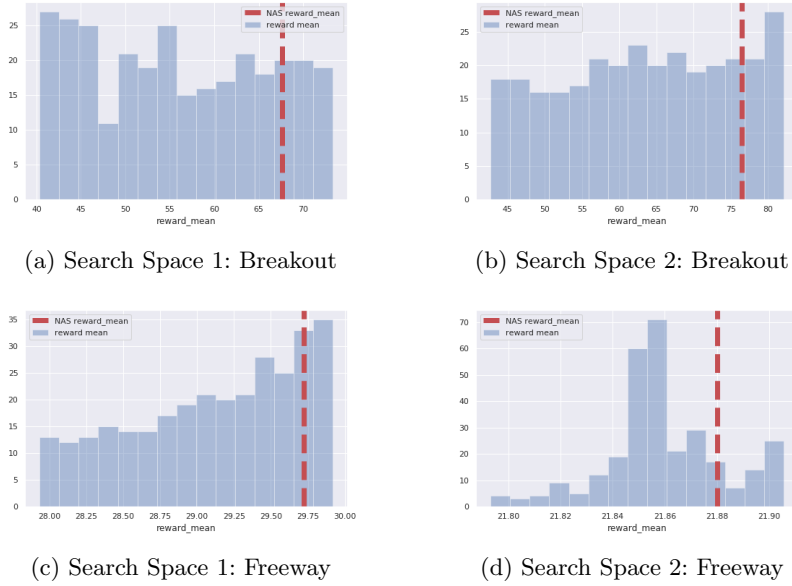 NAS reward_mean
reward mean
25
20
15
10
5
0
40 45 50 55 60 65 70
reward_mean
(a) Search Space 1: Breakout
NAS reward_mean
reward mean
25
20
15
10
5
0
45 50 55 60 65 70 75 80
reward_mean
(b) Search Space 2: Breakout
NAS reward_mean
reward mean
35
30
25
20
15
10
5
0
28.00 28.25 28.50 28.75 29.00 29.25 29.50 29.75 30.00
reward_mean
(c) Search Space 1: Freeway
NAS reward_mean
reward mean
70
60
50
40
30
20
10
0
21.80 21.82 21.84 21.86 21.88 21.90
reward_mean
(d) Search Space 2: Freeway